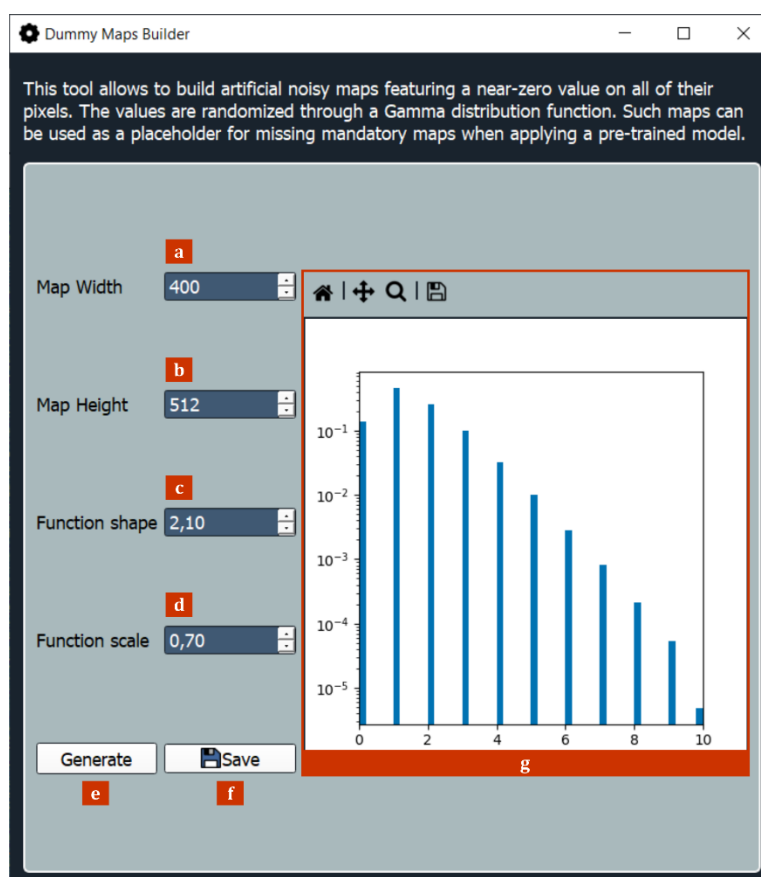 Dummy Maps Builder
This tool allows to build artificial noisy maps featuring a near-zero value on all of their
pixels. The values are randomized through a Gamma distribution function. Such maps can
be used as a placeholder for missing mandatory maps when applying a pre-trained model.
a
Map Width 400
b
Map Height 512
c
Function shape 2,10
d
Function scale 0,70
Generate Save
e f
10⁻¹
10⁻²
10⁻³
10⁻⁴
10⁻⁵
0 2 4 6 8 10
g